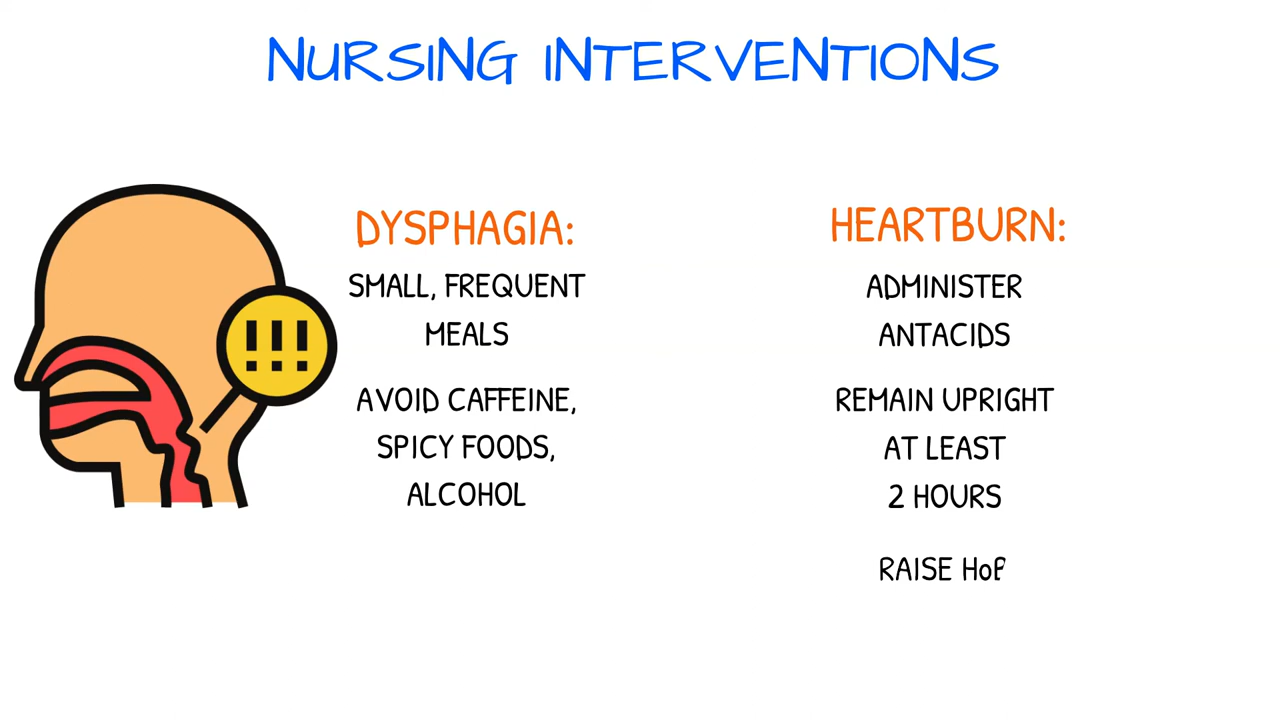 NURSING INTERVENTIONS
DYSPHAGIA:
SMALL, FREQUENT
MEALS
AVOID CAFFEINE,
SPICY FOODS,
ALCOHOL
HEARTBURN:
ADMINISTER
ANTACIDS
REMAIN UPRIGHT
AT LEAST
2 HOURS
RAISE HoB
!!!